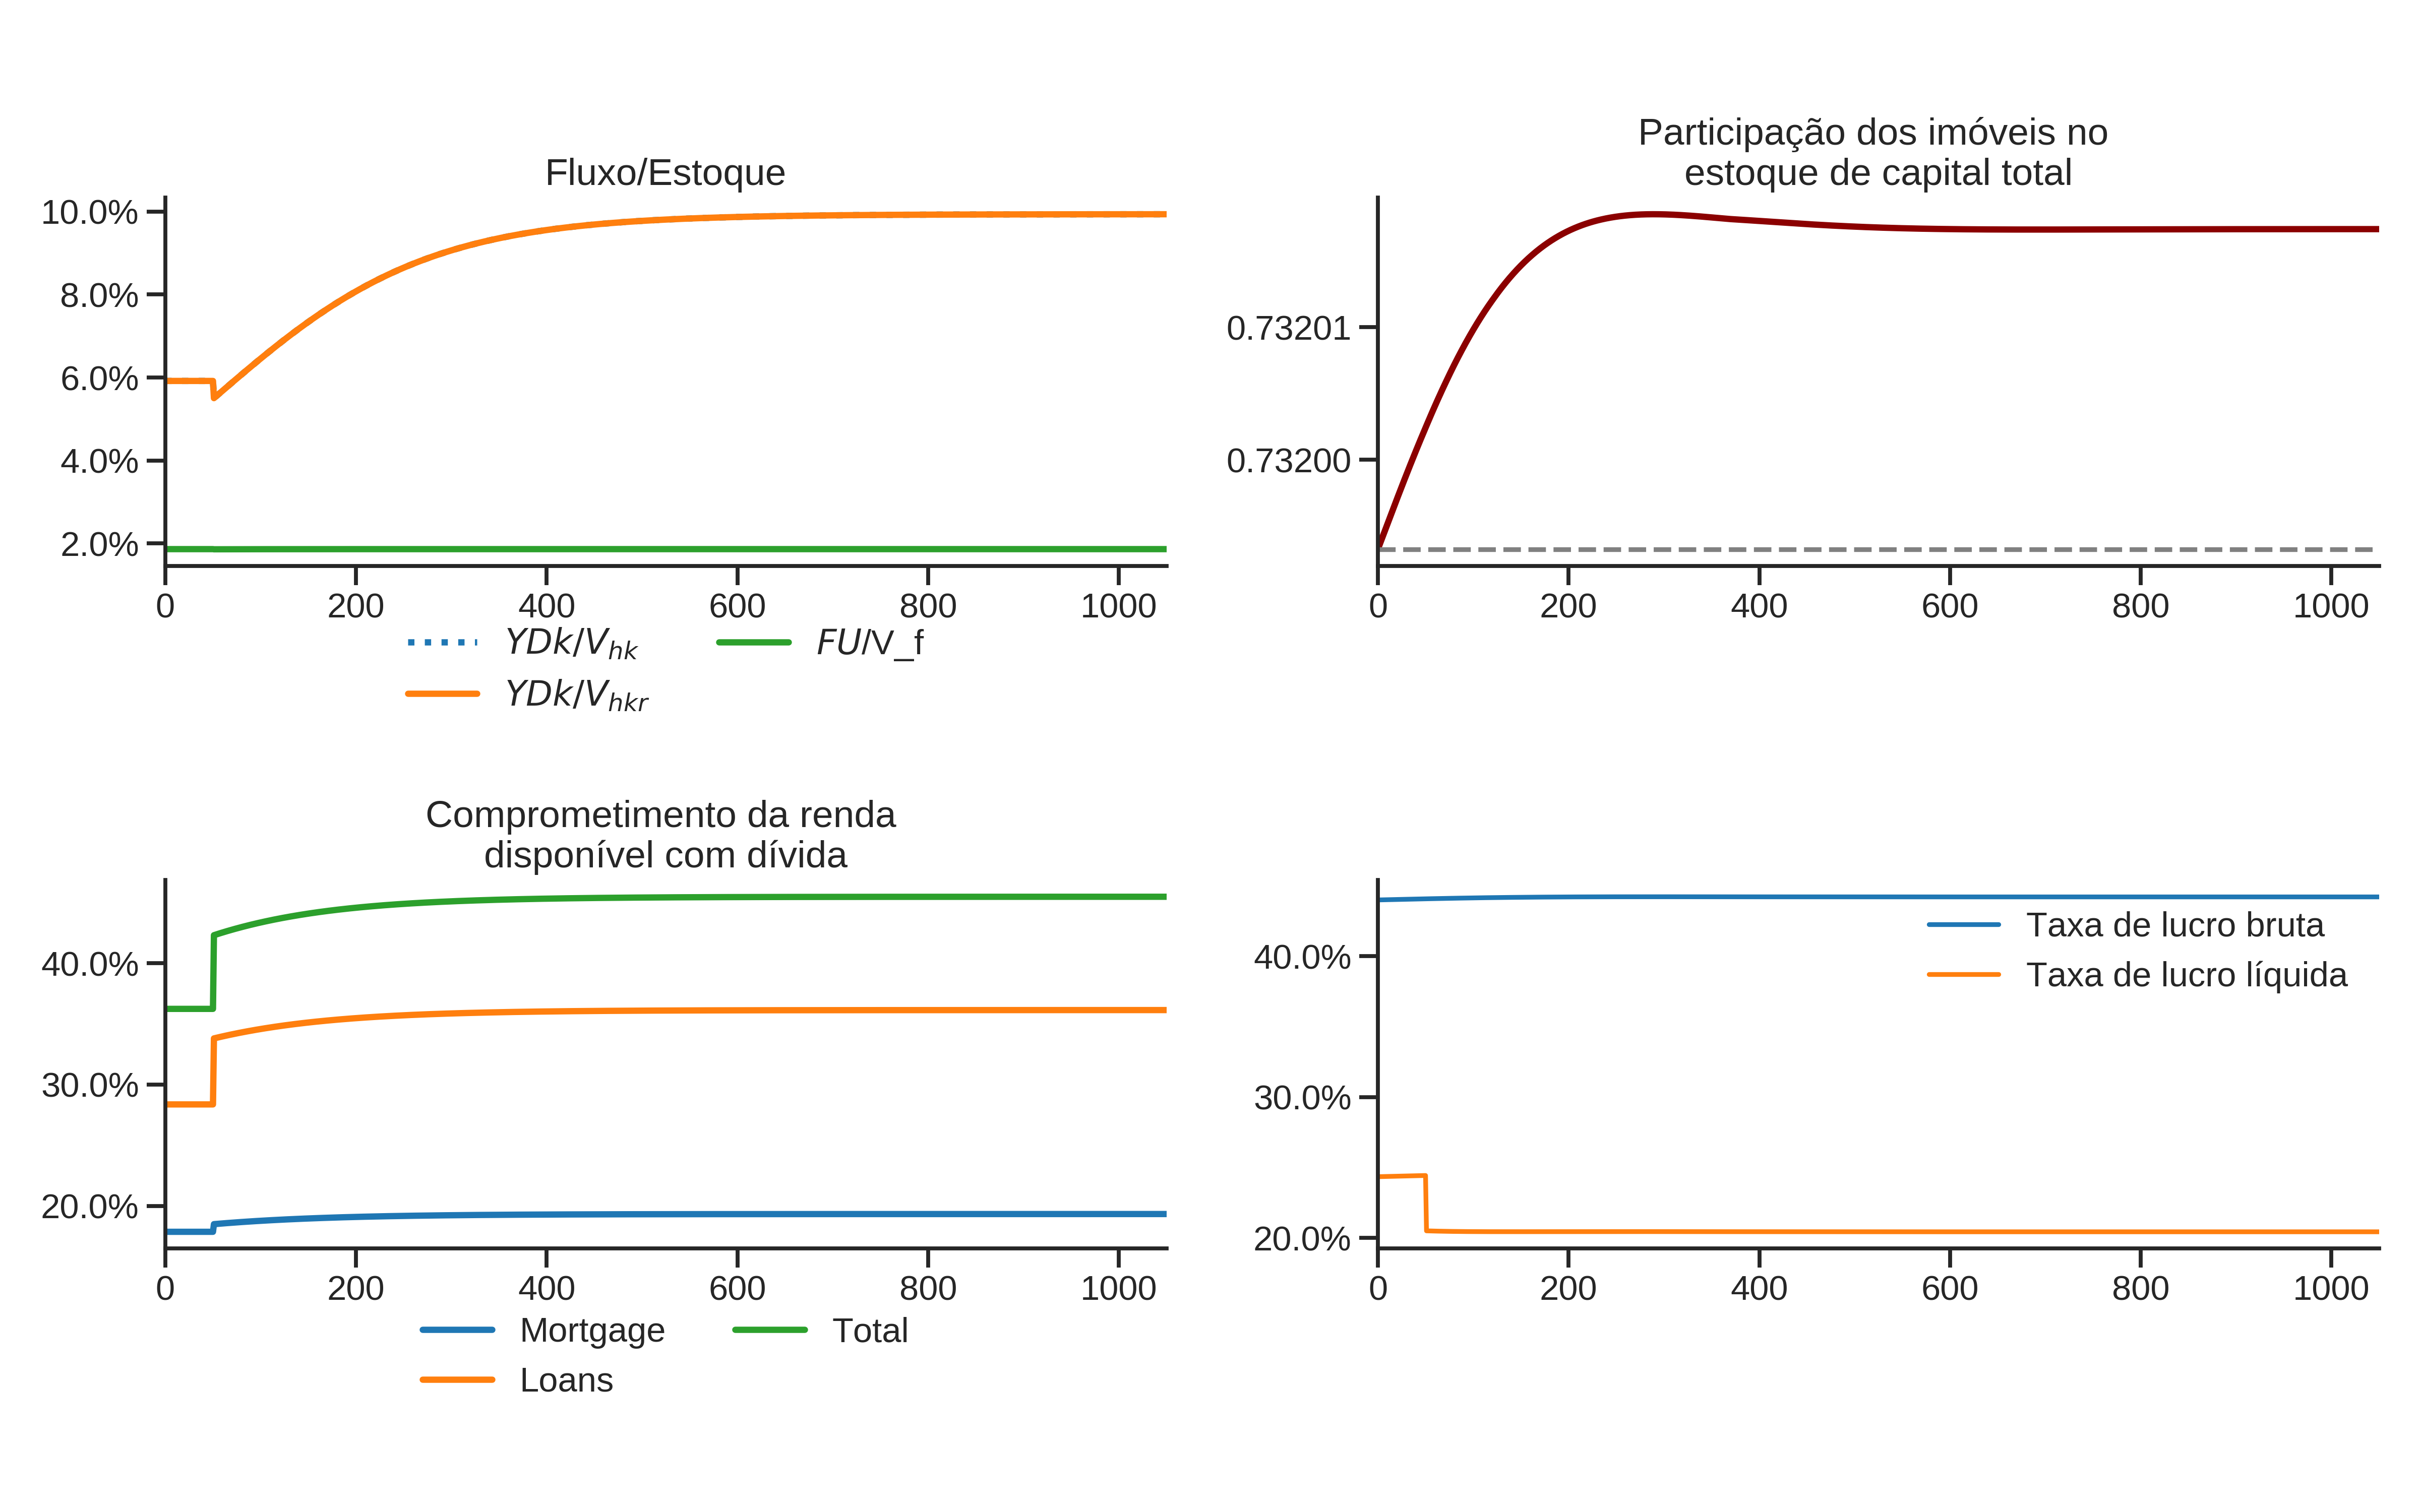 Fluxo/Estoque
10.0%
8.0%
6.0%
4.0%
2.0%
0 200 400 600 800 1000
YDk/V_hk FU/V_f
YDk/V_hkr
Participação dos imóveis no
estoque de capital total
0.73201
0.73200
0 200 400 600 800 1000
Comprometimento da renda
disponível com dívida
40.0%
30.0%
20.0%
0 200 400 600 800 1000
Mortgage Total
Loans
40.0%
30.0%
20.0%
Taxa de lucro bruta
Taxa de lucro líquida
0 200 400 600 800 1000